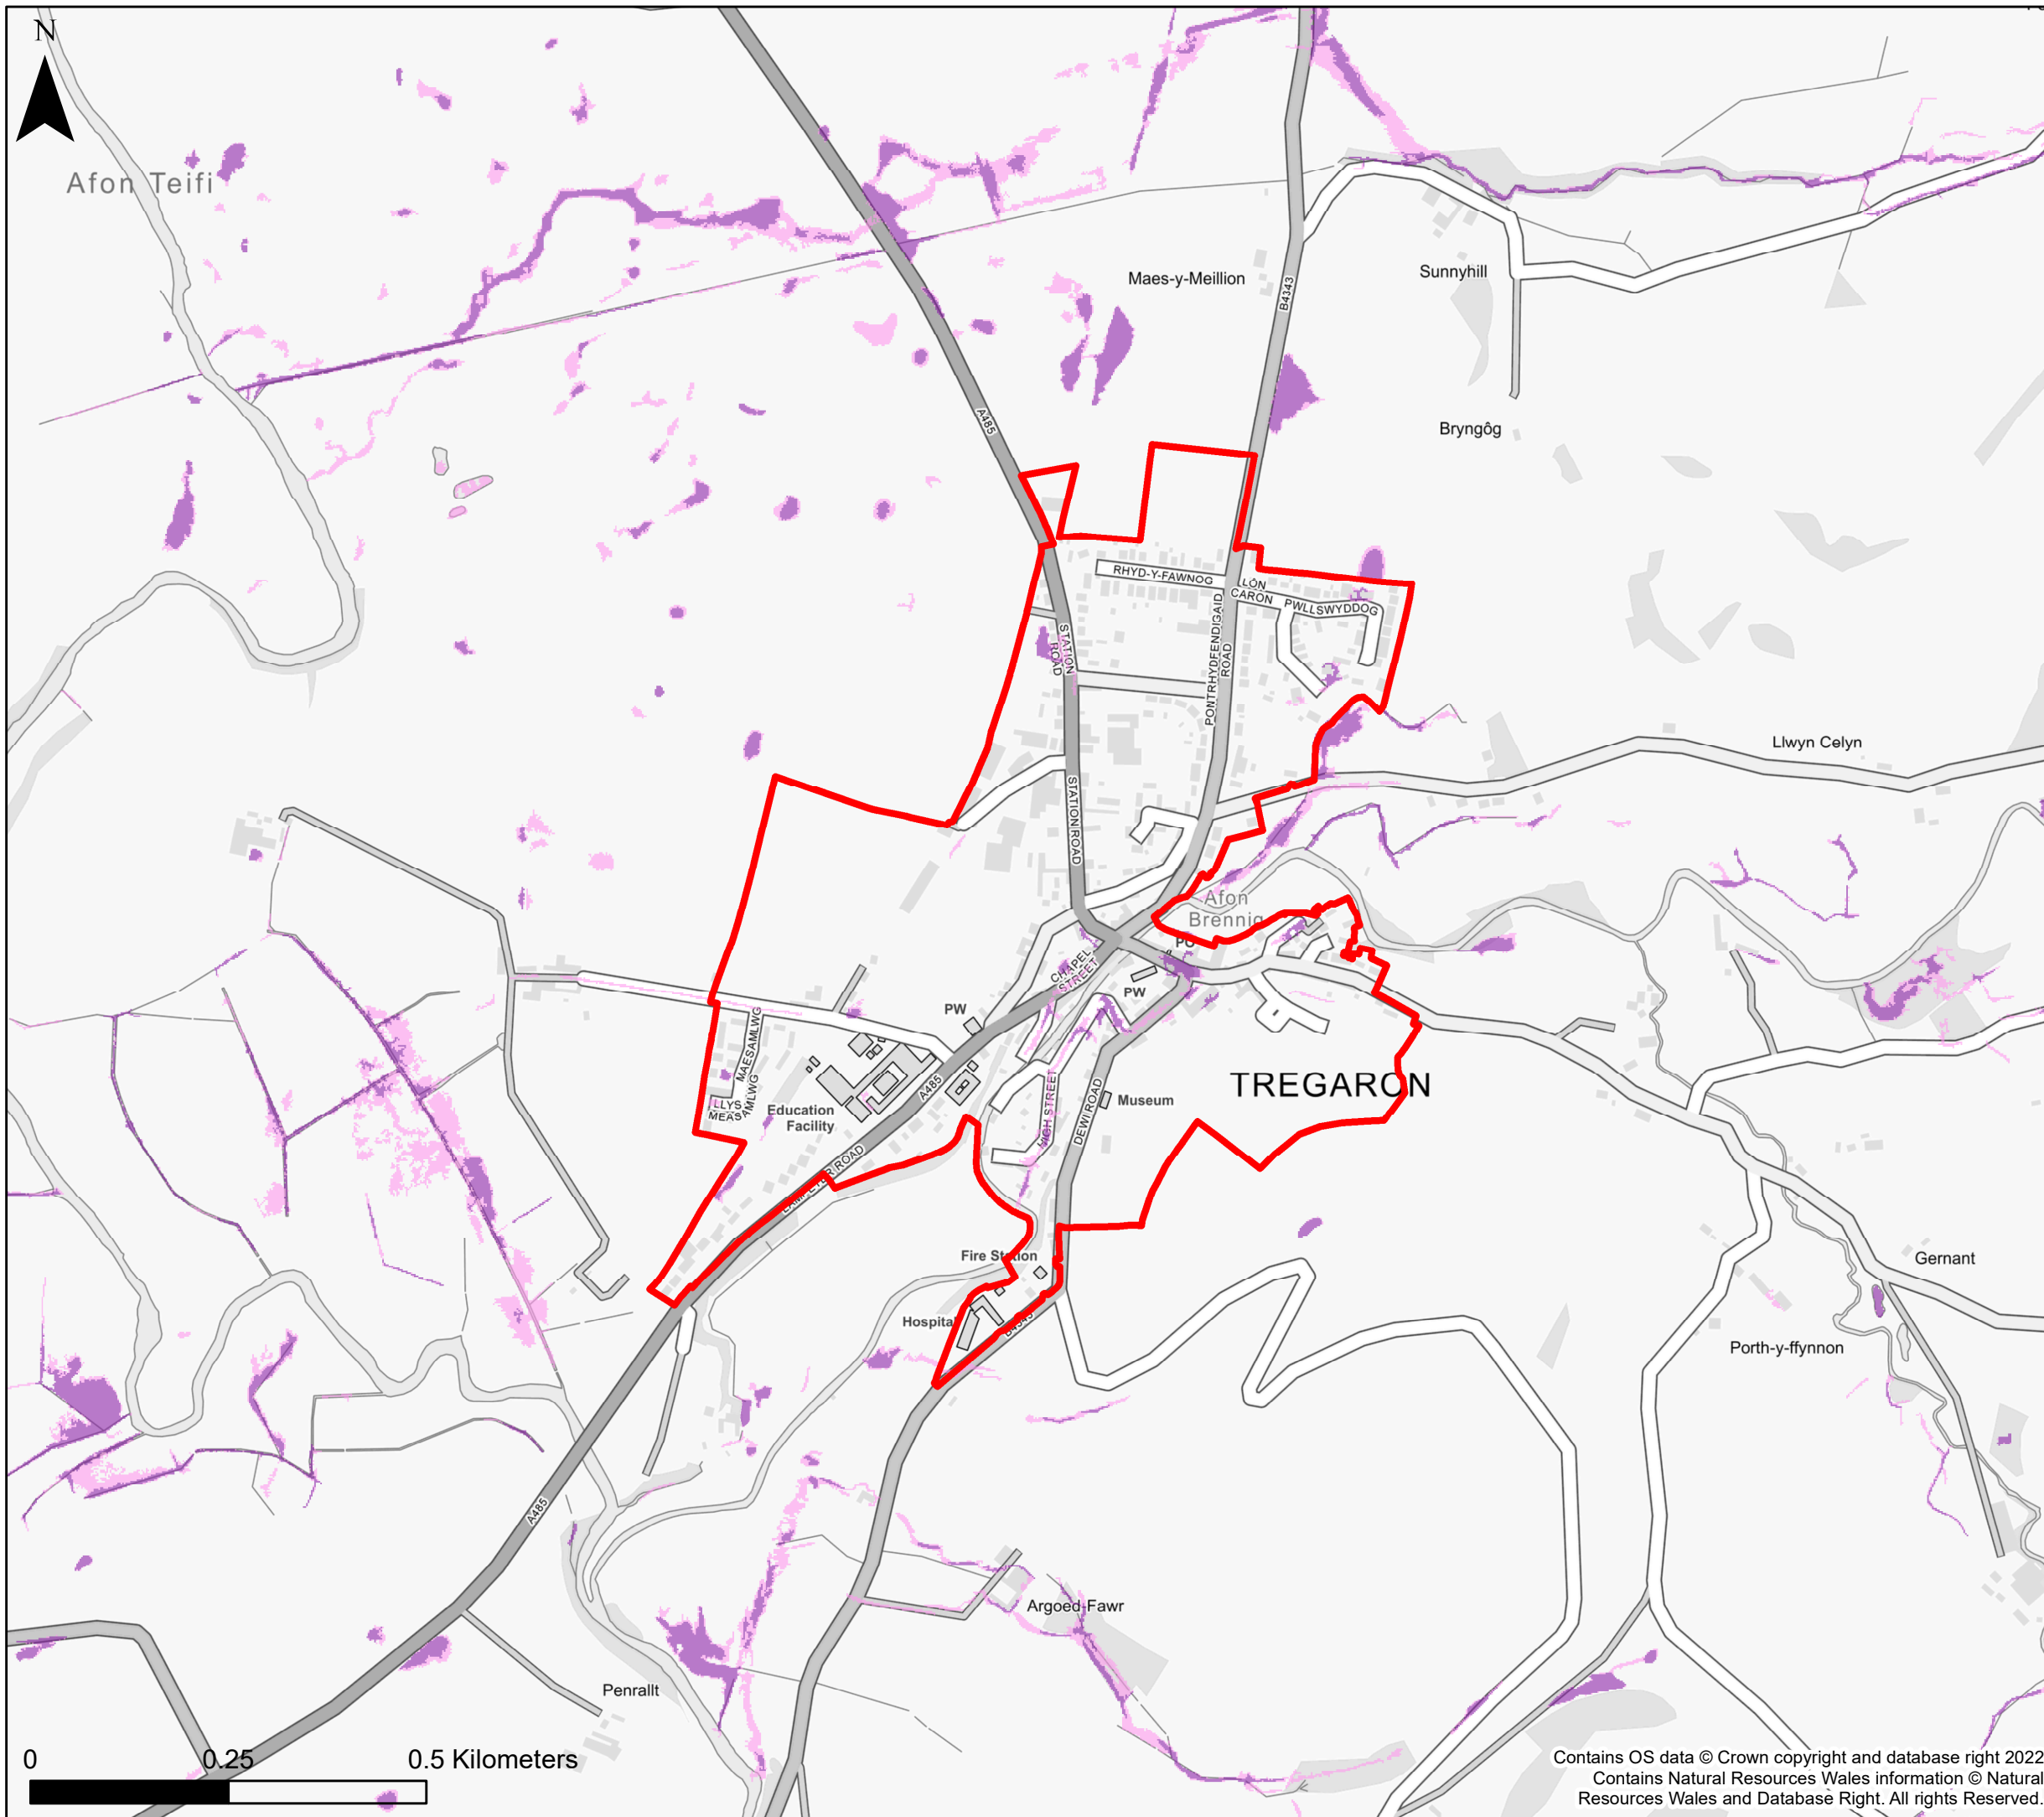 N
Afon Teifi
Maes-y-Meillion
Sunnyhill
B4343
A485
Bryngôg
RHYD-Y-FAWNOG
LÔN
CARON
PWLLSWYDDOG
STATION
ROAD
PONTRHYDFENDIGAID
ROAD
Llwyn Celyn
STATION ROAD
Afon
Brennig
PO
CHAPEL
STREET
PW
PW
MAESAMLWG
LLYS
MEASAMLWG
Education
Facility
A485
HIGH STREET
DEWI ROAD
Museum
TREGARON
LAMPETER ROAD
Fire Station
Hospital
B4343
Gernant
Porth-y-ffynnon
A485
Argoed-Fawr
Penrallt
0 0.25 0.5 Kilometers
Contains OS data © Crown copyright and database right 2022
Contains Natural Resources Wales information © Natural
Resources Wales and Database Right. All rights Reserved.